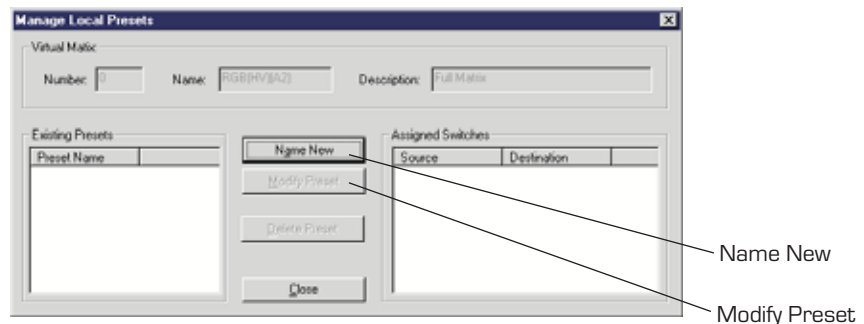 Manage Local Presets
Virtual Matix:
Number: 0 Name: RGB(HV)(A2) Description: Full Matrix
Existing Presets
Assigned Switches
Preset Name
Name New
Source Destination
Modify Preset
Delete Preset
Close
Name New
Modify Preset